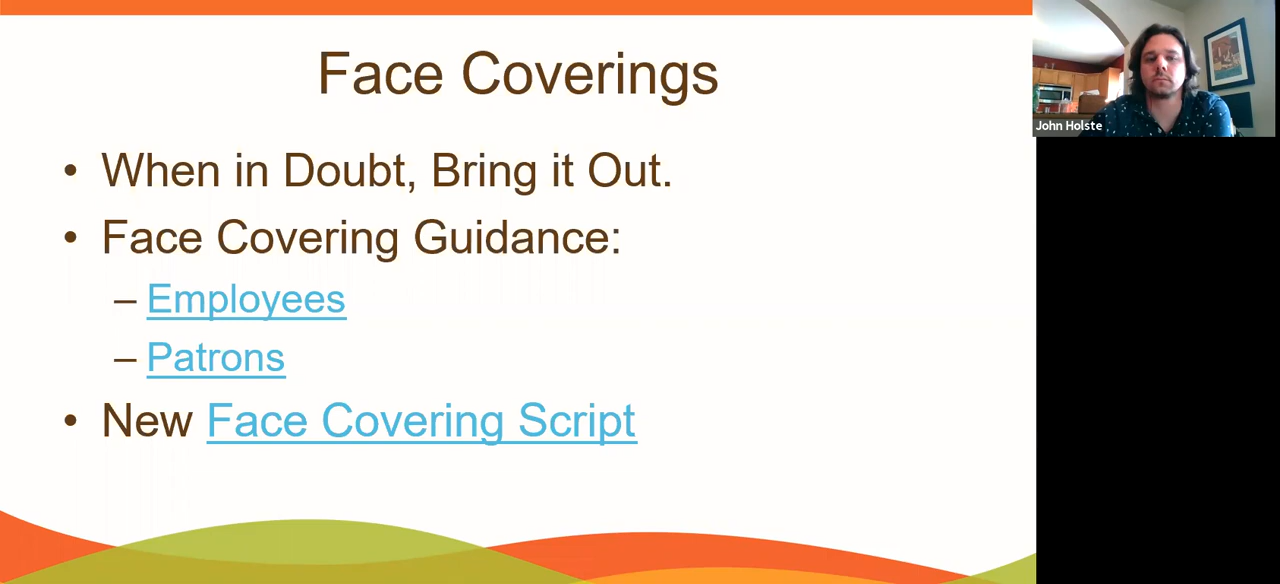 Face Coverings
• When in Doubt, Bring it Out.
• Face Covering Guidance:
– Employees
– Patrons
• New Face Covering Script
John Holste